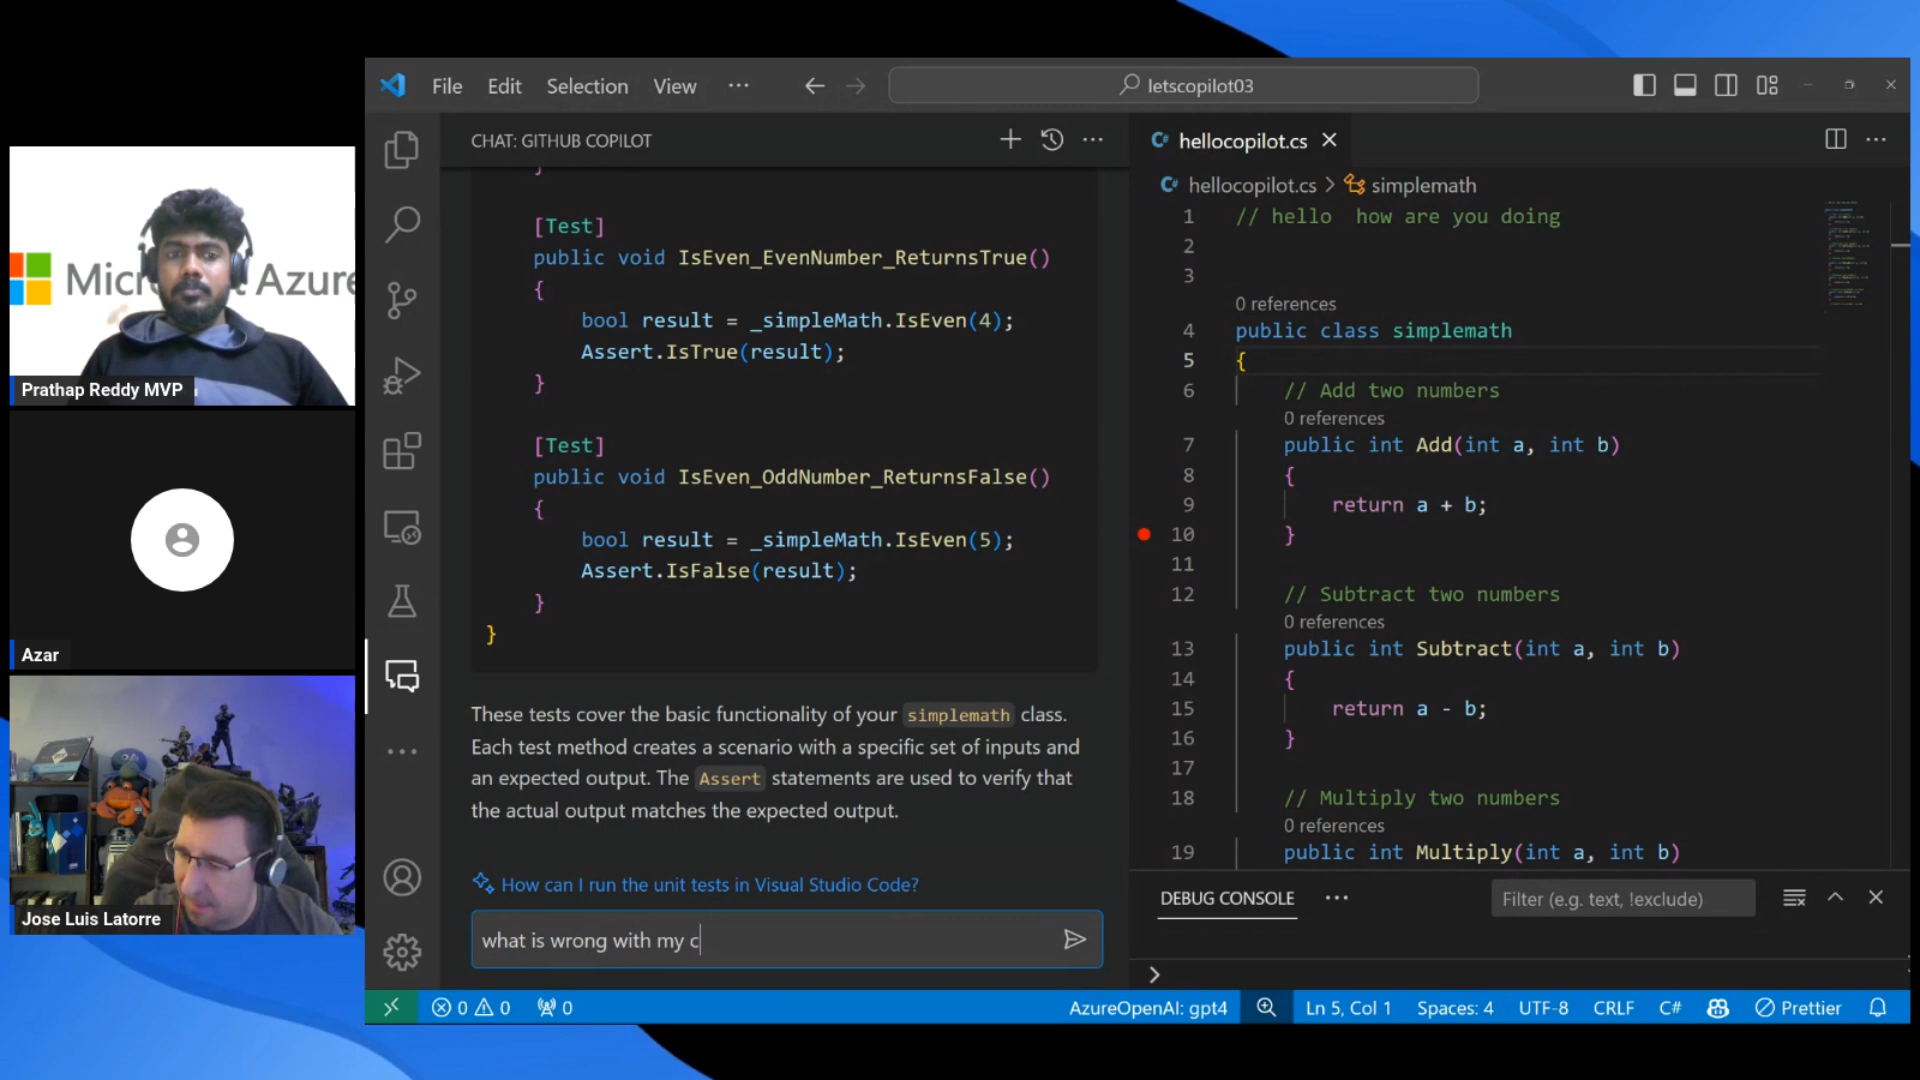 Microsoft Azure
Prathap Reddy MVP
Azar
Jose Luis Latorre
File Edit Selection View ···
letscopilot03
CHAT: GITHUB COPILOT
}
[Test]
public void IsEven_EvenNumber_ReturnsTrue()
{
bool result = _simpleMath.IsEven(4);
Assert.IsTrue(result);
}
[Test]
public void IsEven_OddNumber_ReturnsFalse()
{
bool result = _simpleMath.IsEven(5);
Assert.IsFalse(result);
}
}
These tests cover the basic functionality of your simplemath class.
Each test method creates a scenario with a specific set of inputs and
an expected output. The Assert statements are used to verify that
the actual output matches the expected output.
How can I run the unit tests in Visual Studio Code?
what is wrong with my c
hellocopilot.cs
hellocopilot.cs > simplemath
1 // hello  how are you doing
2
3
0 references
4 public class simplemath
5 {
6 // Add two numbers
0 references
7 public int Add(int a, int b)
8 {
9 return a + b;
10 }
11
12 // Subtract two numbers
0 references
13 public int Subtract(int a, int b)
14 {
15 return a - b;
16 }
17
18 // Multiply two numbers
0 references
19 public int Multiply(int a, int b)
DEBUG CONSOLE ··· Filter (e.g. text, !exclude)
>
0 0 0 AzureOpenAI: gpt4 Ln 5, Col 1 Spaces: 4 UTF-8 CRLF C# Prettier